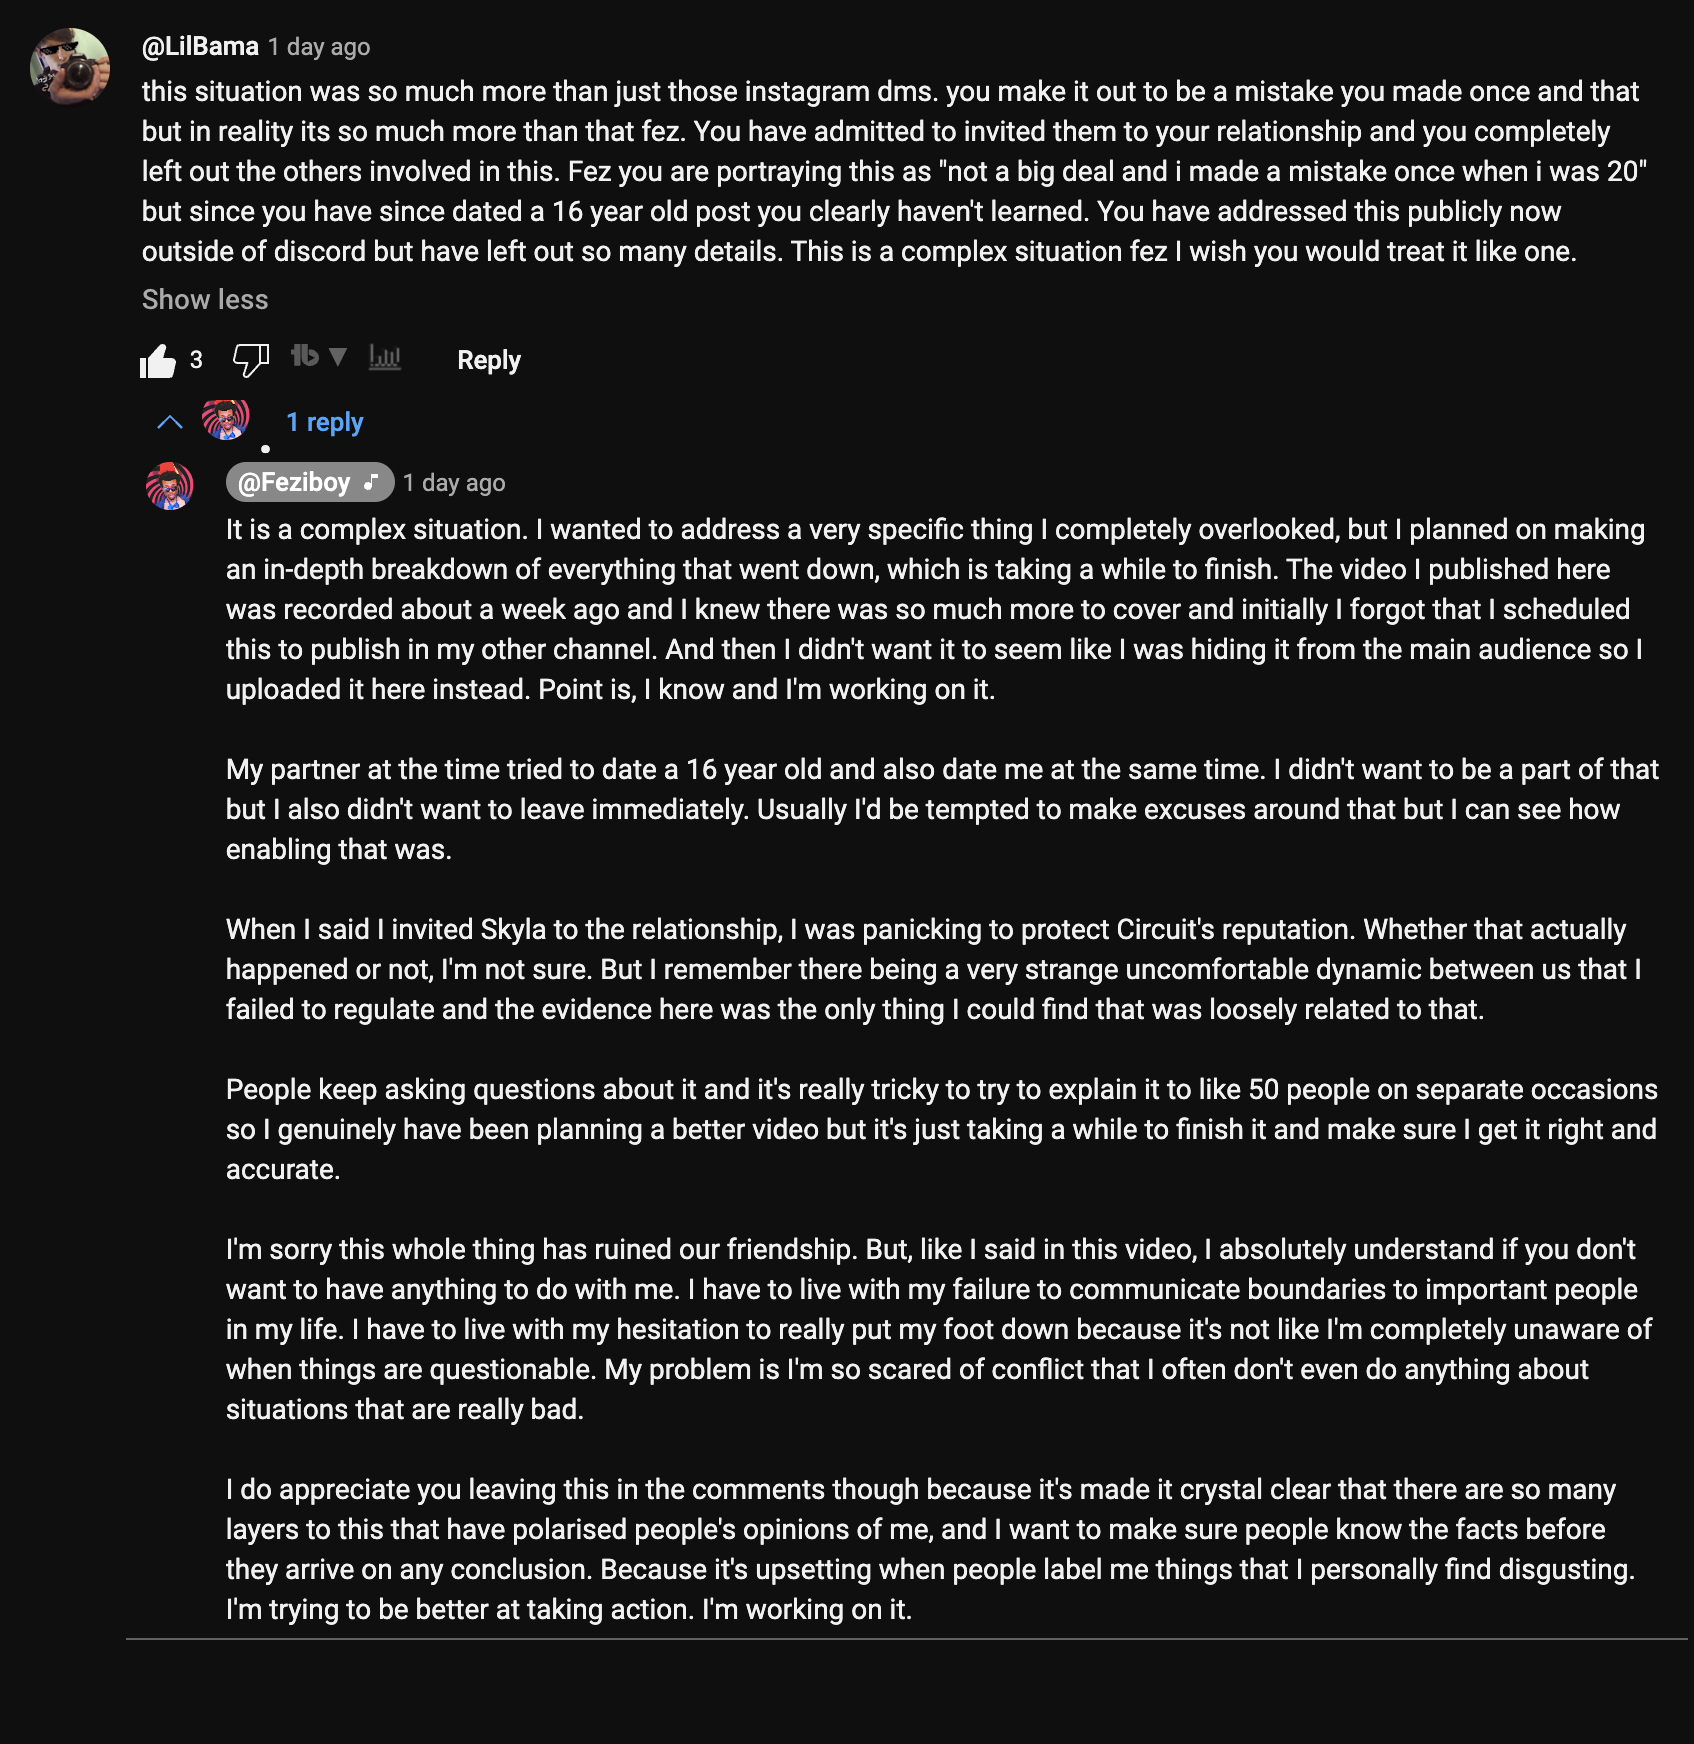 @LilBama 1 day ago
this situation was so much more than just those instagram dms. you make it out to be a mistake you made once and that
but in reality its so much more than that fez. You have admitted to invited them to your relationship and you completely
left out the others involved in this. Fez you are portraying this as "not a big deal and i made a mistake once when i was 20"
but since you have since dated a 16 year old post you clearly haven't learned. You have addressed this publicly now
outside of discord but have left out so many details. This is a complex situation fez I wish you would treat it like one.
Show less
3 Reply
1 reply
@Feziboy 1 day ago
It is a complex situation. I wanted to address a very specific thing I completely overlooked, but I planned on making
an in-depth breakdown of everything that went down, which is taking a while to finish. The video I published here
was recorded about a week ago and I knew there was so much more to cover and initially I forgot that I scheduled
this to publish in my other channel. And then I didn't want it to seem like I was hiding it from the main audience so I
uploaded it here instead. Point is, I know and I'm working on it.
My partner at the time tried to date a 16 year old and also date me at the same time. I didn't want to be a part of that
but I also didn't want to leave immediately. Usually I'd be tempted to make excuses around that but I can see how
enabling that was.
When I said I invited Skyla to the relationship, I was panicking to protect Circuit's reputation. Whether that actually
happened or not, I'm not sure. But I remember there being a very strange uncomfortable dynamic between us that I
failed to regulate and the evidence here was the only thing I could find that was loosely related to that.
People keep asking questions about it and it's really tricky to try to explain it to like 50 people on separate occasions
so I genuinely have been planning a better video but it's just taking a while to finish it and make sure I get it right and
accurate.
I'm sorry this whole thing has ruined our friendship. But, like I said in this video, I absolutely understand if you don't
want to have anything to do with me. I have to live with my failure to communicate boundaries to important people
in my life. I have to live with my hesitation to really put my foot down because it's not like I'm completely unaware of
when things are questionable. My problem is I'm so scared of conflict that I often don't even do anything about
situations that are really bad.
I do appreciate you leaving this in the comments though because it's made it crystal clear that there are so many
layers to this that have polarised people's opinions of me, and I want to make sure people know the facts before
they arrive on any conclusion. Because it's upsetting when people label me things that I personally find disgusting.
I'm trying to be better at taking action. I'm working on it.